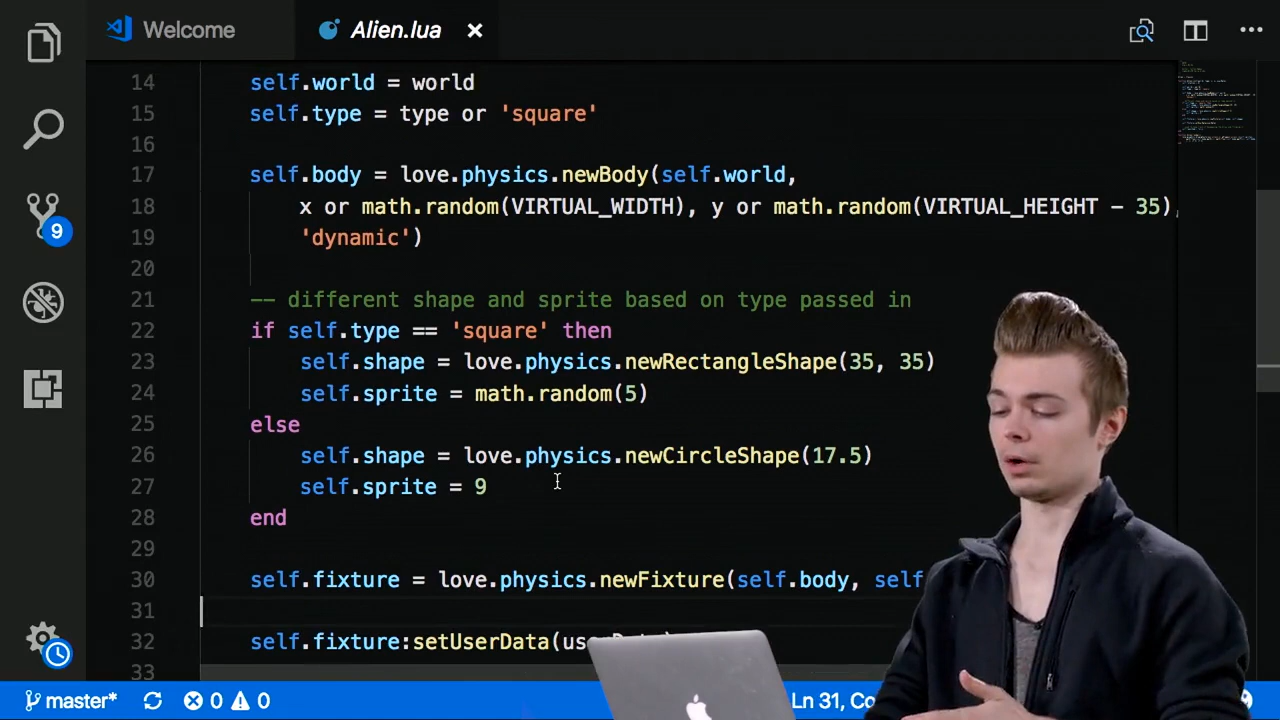 Welcome
Alien.lua
14 self.world = world
15 self.type = type or 'square'
16
17 self.body = love.physics.newBody(self.world,
18 x or math.random(VIRTUAL_WIDTH), y or math.random(VIRTUAL_HEIGHT - 35),
19 'dynamic')
20
21 -- different shape and sprite based on type passed in
22 if self.type == 'square' then
23 self.shape = love.physics.newRectangleShape(35, 35)
24 self.sprite = math.random(5)
25 else
26 self.shape = love.physics.newCircleShape(17.5)
27 self.sprite = 9
28 end
29
30 self.fixture = love.physics.newFixture(self.body, self
31
32 self.fixture:setUserData(
33
9
master* 0 0 Ln 31,